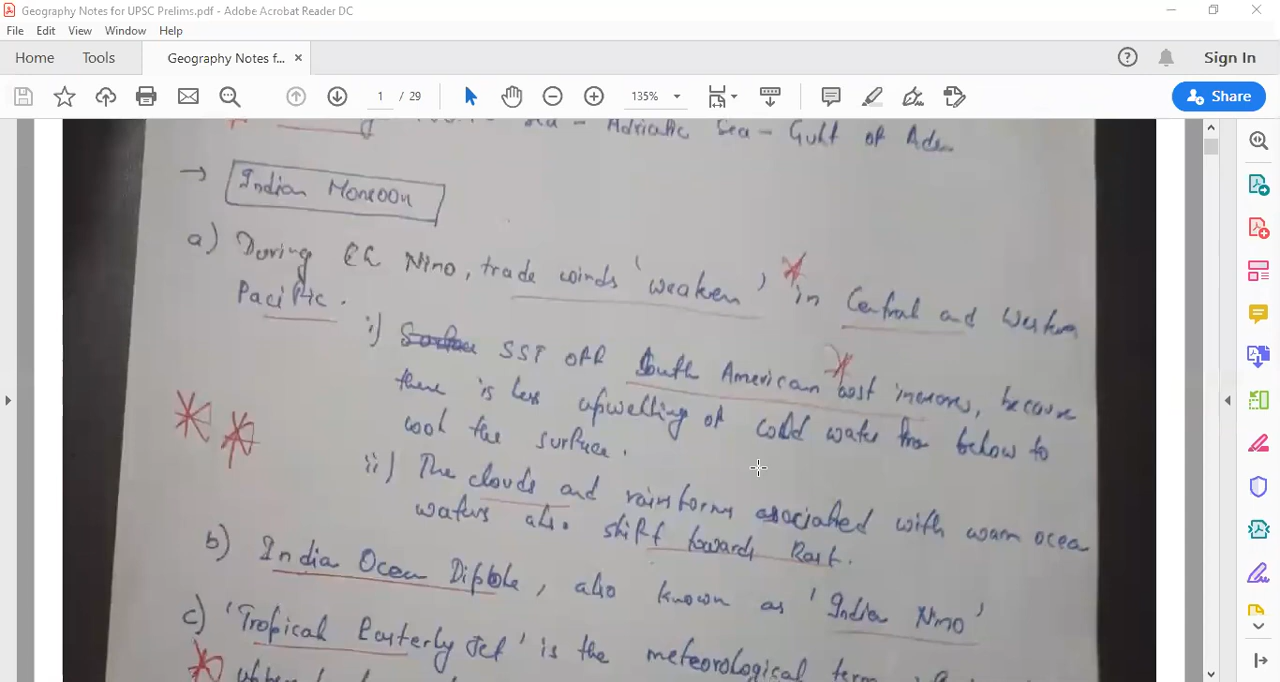 Geography Notes for UPSC Prelims.pdf - Adobe Acrobat Reader DC
File Edit View Window Help
Home Tools Geography Notes f... × Sign In
1 / 29 135% Share
Sea - Adriatic Sea - Gulf of Aden
→ Indian Monsoon
a) During El Nino, trade winds 'weaken' in Central and Western
Pacific.
i) SST off South American cost increases, because
there is less upwelling of cold water from below to
cool the surface.
ii) The clouds and rainstorms associated with warm ocean
waters also shift towards East.
b) India Ocean Dipole, also known as 'Indian Nino'
c) 'Tropical Easterly Jet' is the meteorological term
upper